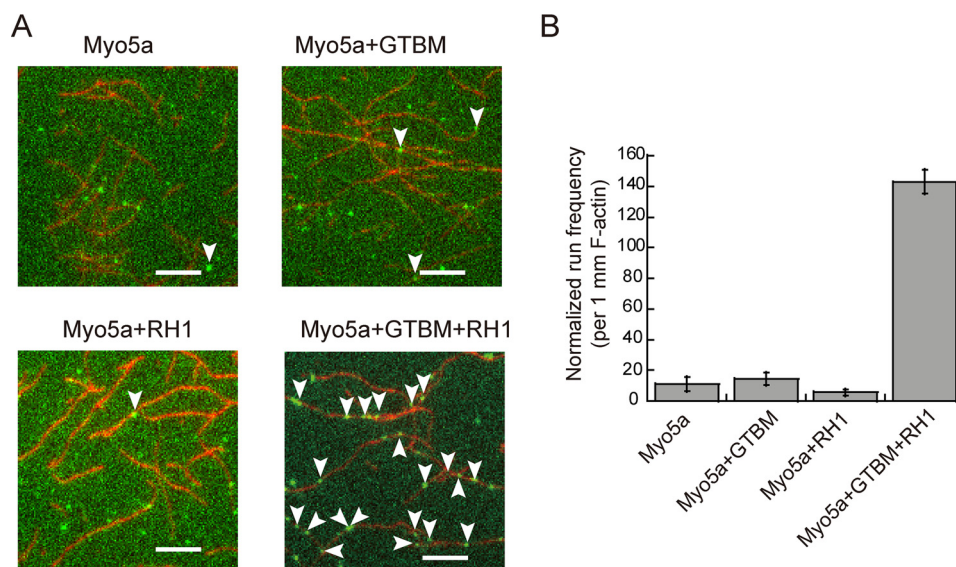 A
Myo5a
Myo5a+GTBM
Myo5a+RH1
Myo5a+GTBM+RH1
B
Normalized run frequency
(per 1 mm F-actin)
160
140
120
100
80
60
40
20
0
Myo5a
Myo5a+GTBM
Myo5a+RH1
Myo5a+GTBM+RH1